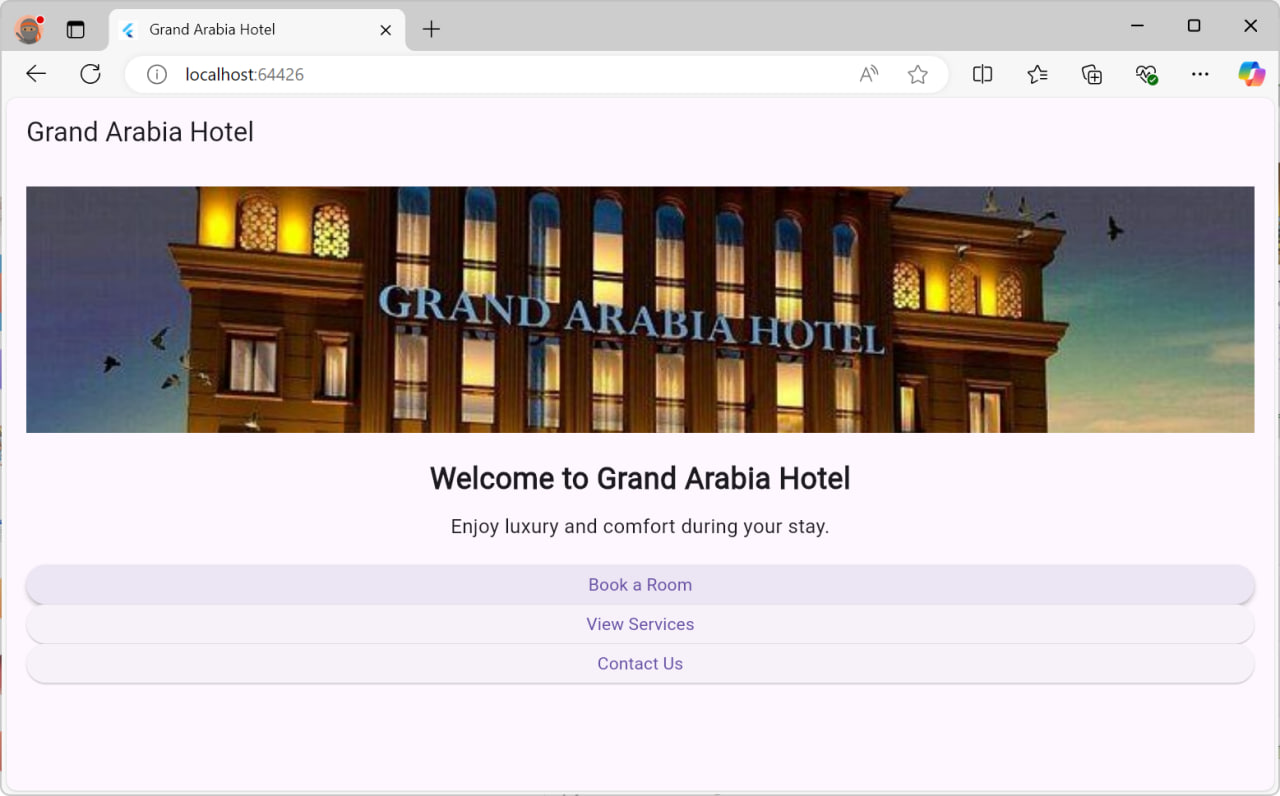 Grand Arabia Hotel
localhost:64426
Grand Arabia Hotel
GRAND ARABIA HOTEL
Welcome to Grand Arabia Hotel
Enjoy luxury and comfort during your stay.
Book a Room
View Services
Contact Us